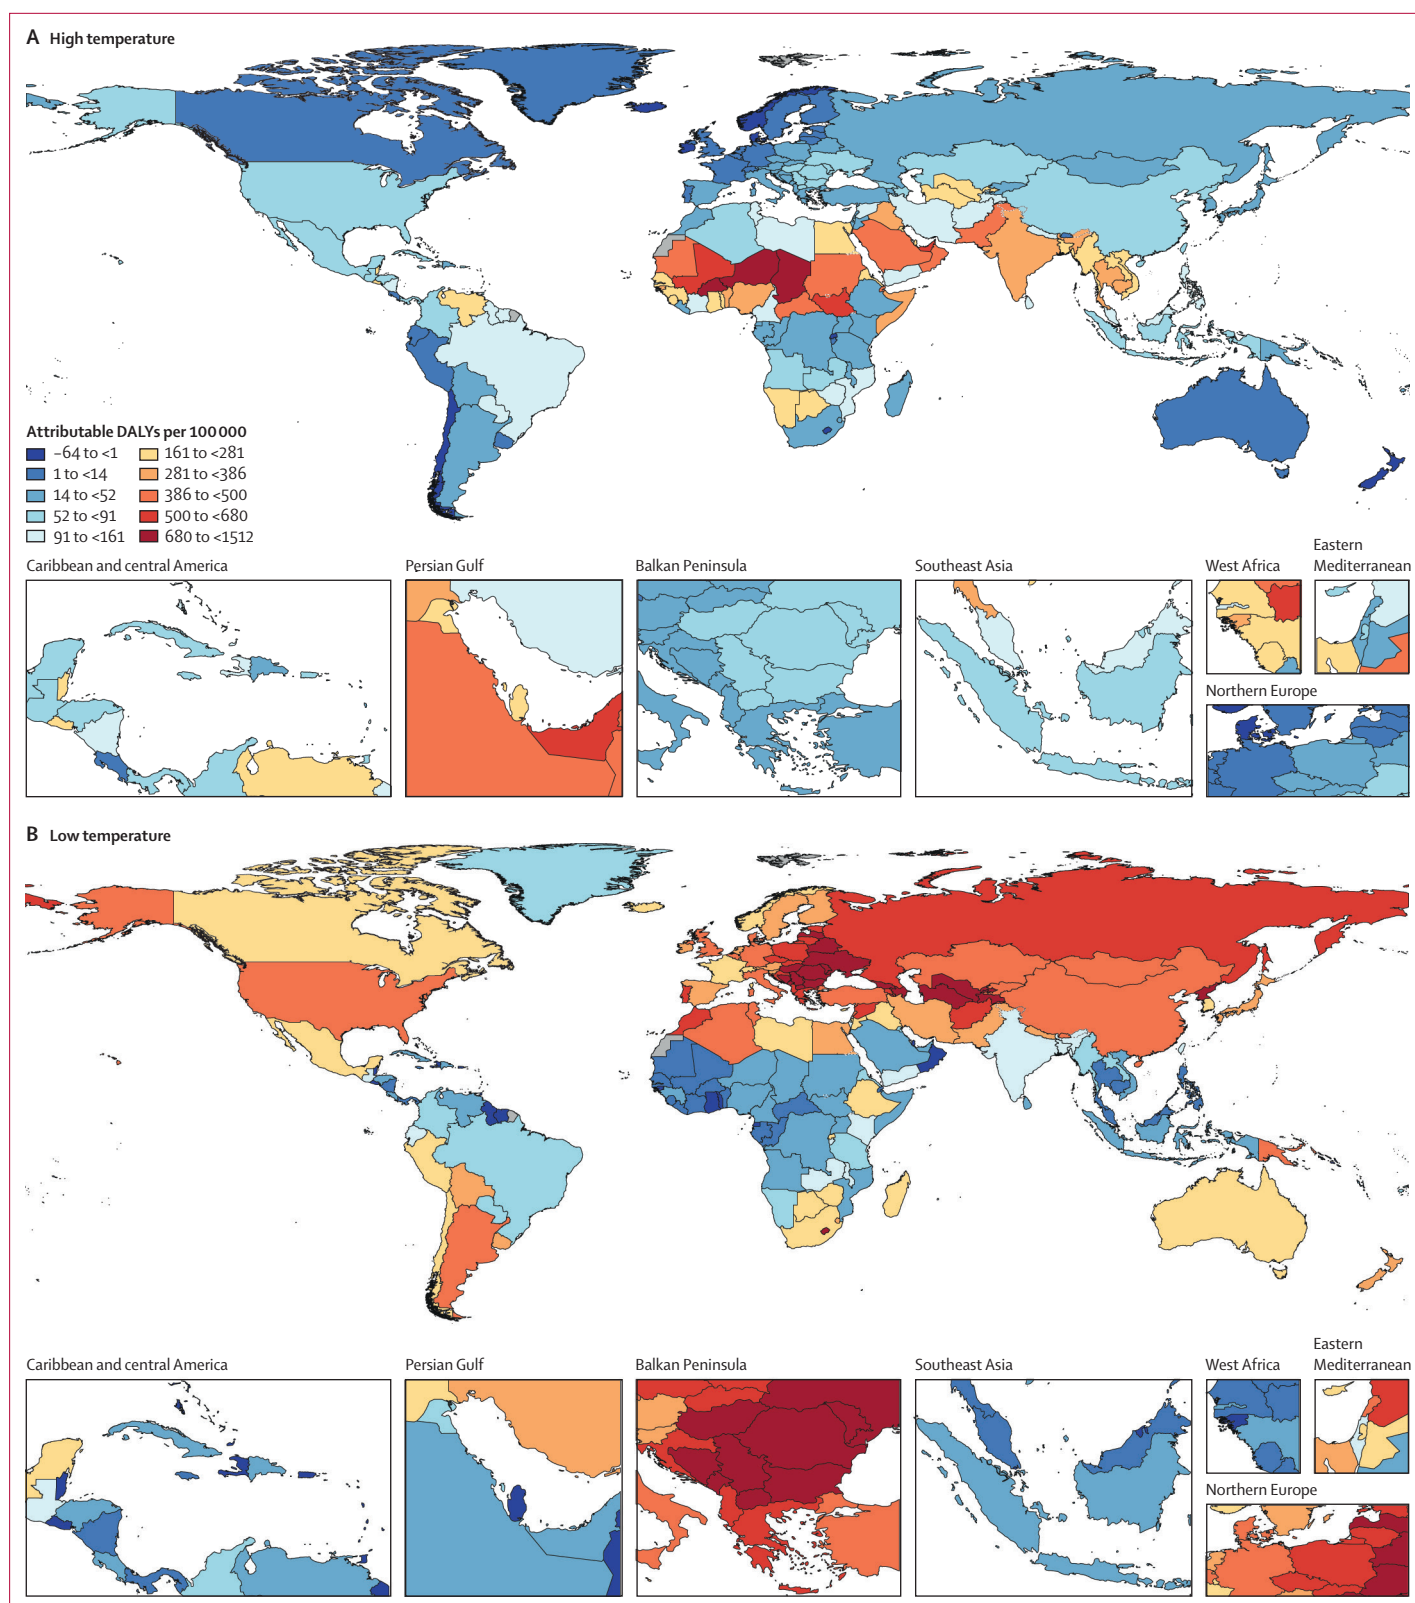 A High temperature
Attributable DALYs per 100 000
−64 to <1
1 to <14
14 to <52
52 to <91
91 to <161
161 to <281
281 to <386
386 to <500
500 to <680
680 to <1512
Caribbean and central America
Persian Gulf
Balkan Peninsula
Southeast Asia
West Africa
Eastern
Mediterranean
Northern Europe
B Low temperature
Caribbean and central America
Persian Gulf
Balkan Peninsula
Southeast Asia
West Africa
Eastern
Mediterranean
Northern Europe